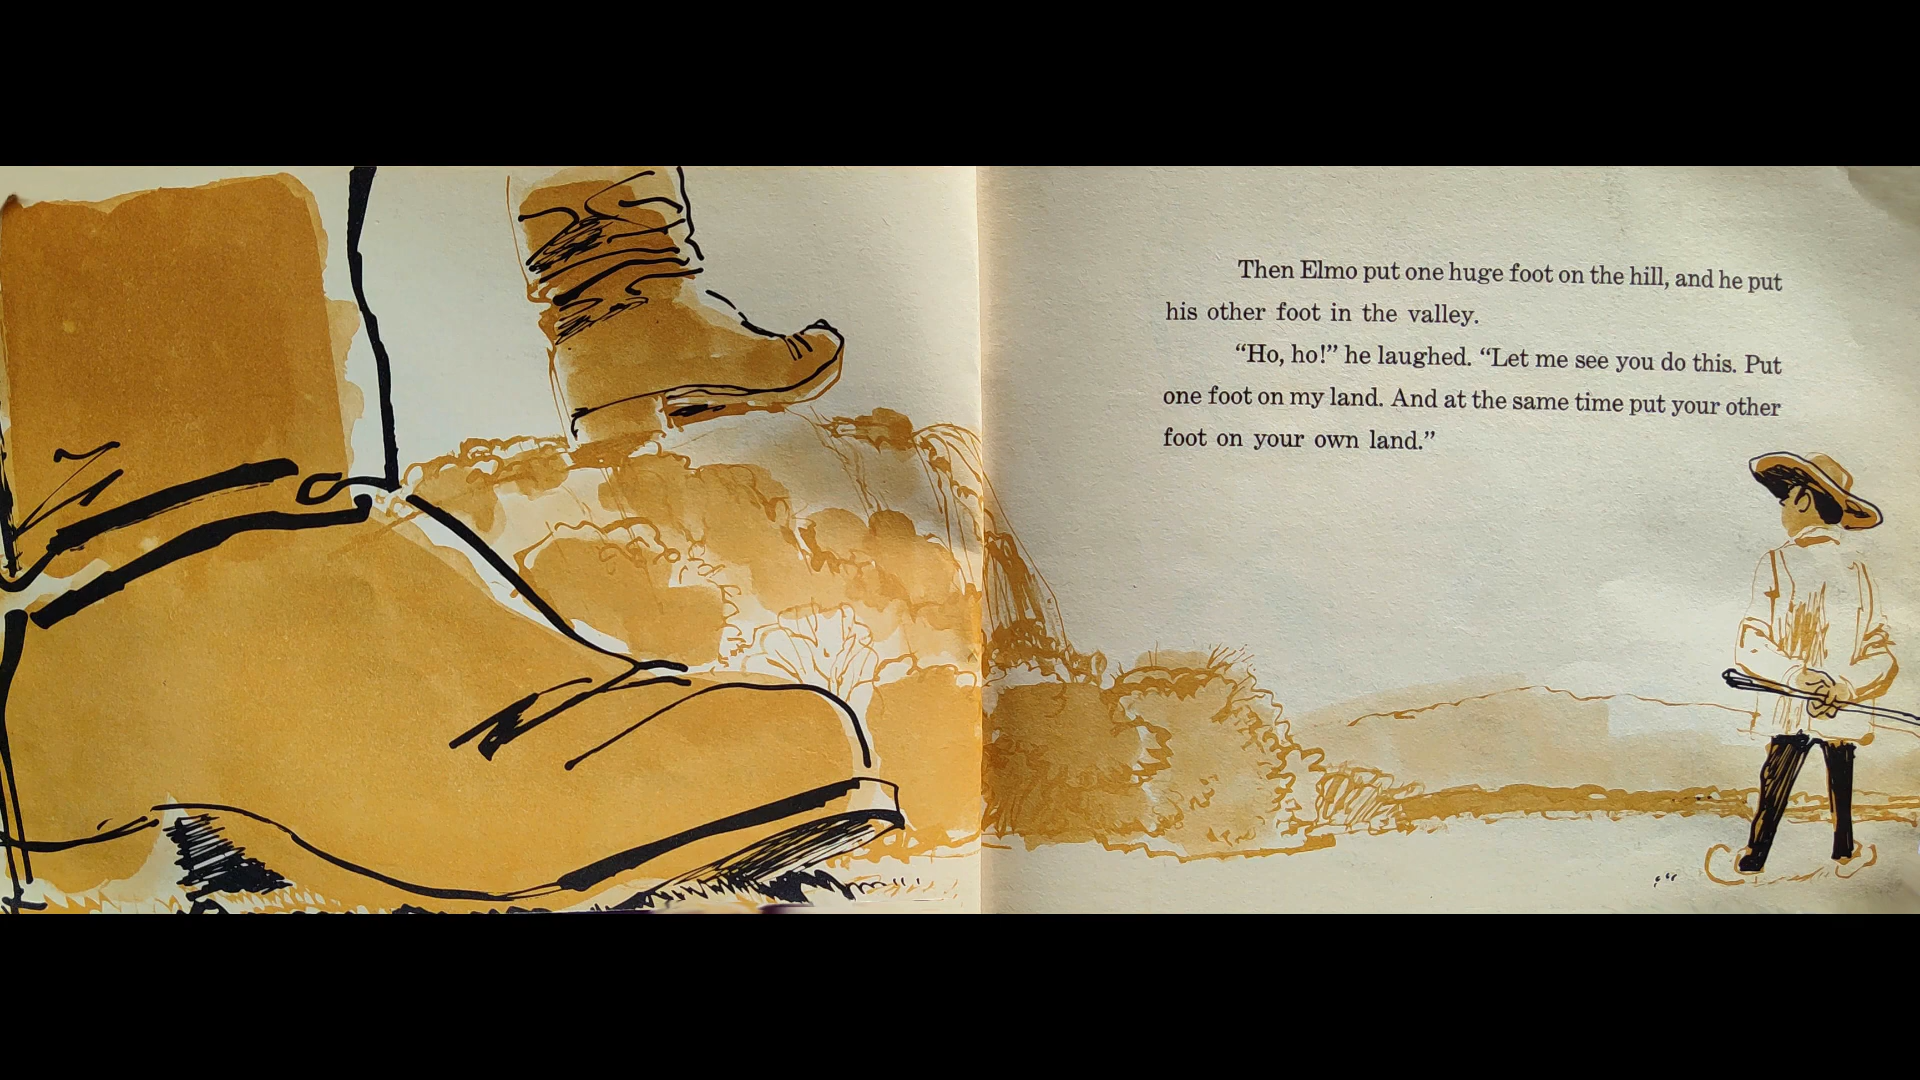 Then Elmo put one huge foot on the hill, and he put
his other foot in the valley.
“Ho, ho!” he laughed. “Let me see you do this. Put
one foot on my land. And at the same time put your other
foot on your own land.”